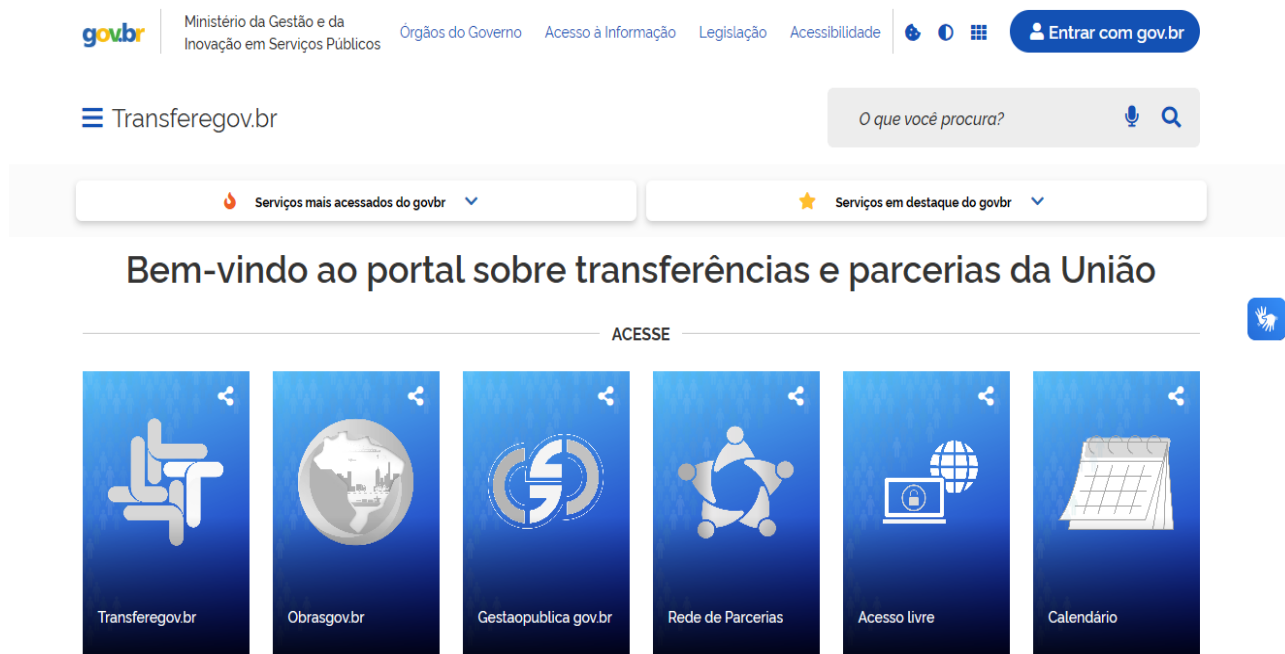 gov.br
Ministério da Gestão e da
Inovação em Serviços Públicos
Órgãos do Governo
Acesso à Informação
Legislação
Acessibilidade
Entrar com gov.br
Transferegov.br
O que você procura?
Serviços mais acessados do govbr
Serviços em destaque do govbr
Bem-vindo ao portal sobre transferências e parcerias da União
ACESSE
Transferegov.br
Obrasgov.br
Gestaopublica gov.br
Rede de Parcerias
Acesso livre
Calendário